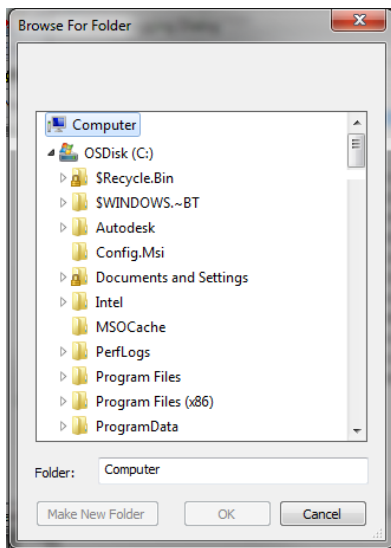 Browse For Folder
Computer
OSDisk (C:)
$Recycle.Bin
$WINDOWS.~BT
Autodesk
Config.Msi
Documents and Settings
Intel
MSOCache
PerfLogs
Program Files
Program Files (x86)
ProgramData
Folder: Computer
Make New Folder OK Cancel